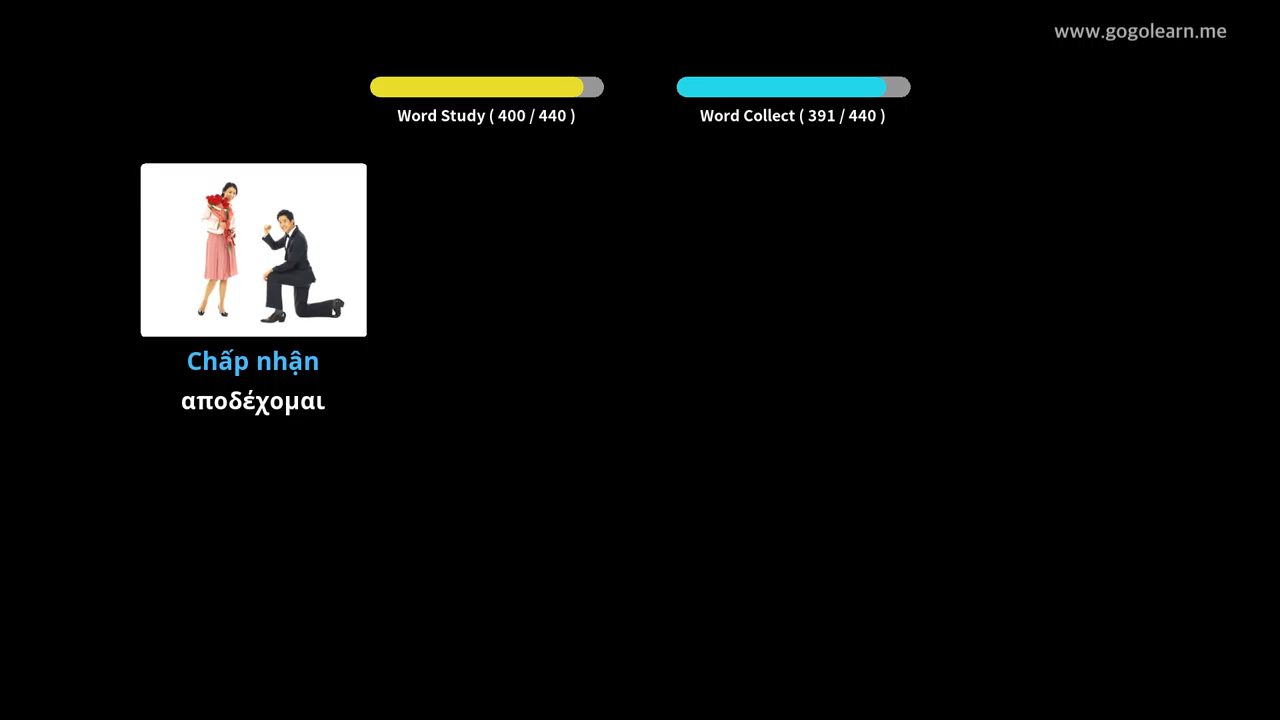 www.gogolearn.me
Word Study ( 400 / 440 )
Word Collect ( 391 / 440 )
Chấp nhận
αποδέχομαι